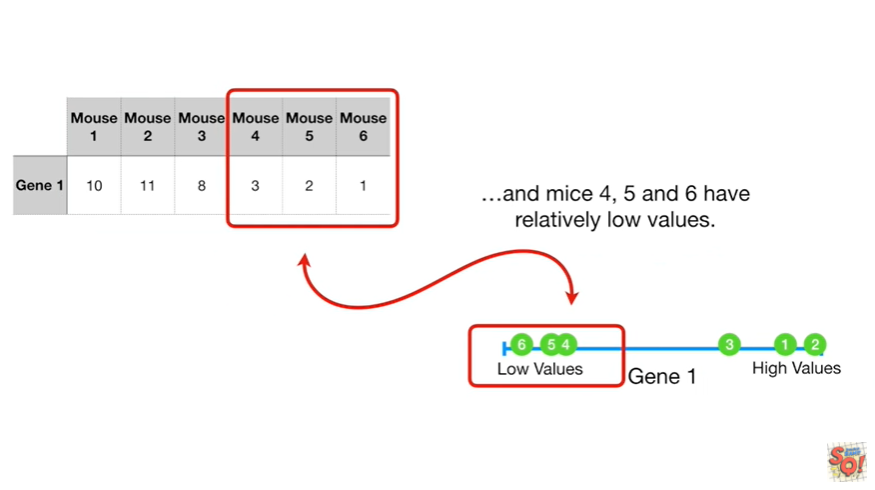 Mouse 1 Mouse 2 Mouse 3 Mouse 4 Mouse 5 Mouse 6
Gene 1 10 11 8 3 2 1
...and mice 4, 5 and 6 have
relatively low values.
6 5 4 3 1 2
Low Values Gene 1 High Values
SQ!